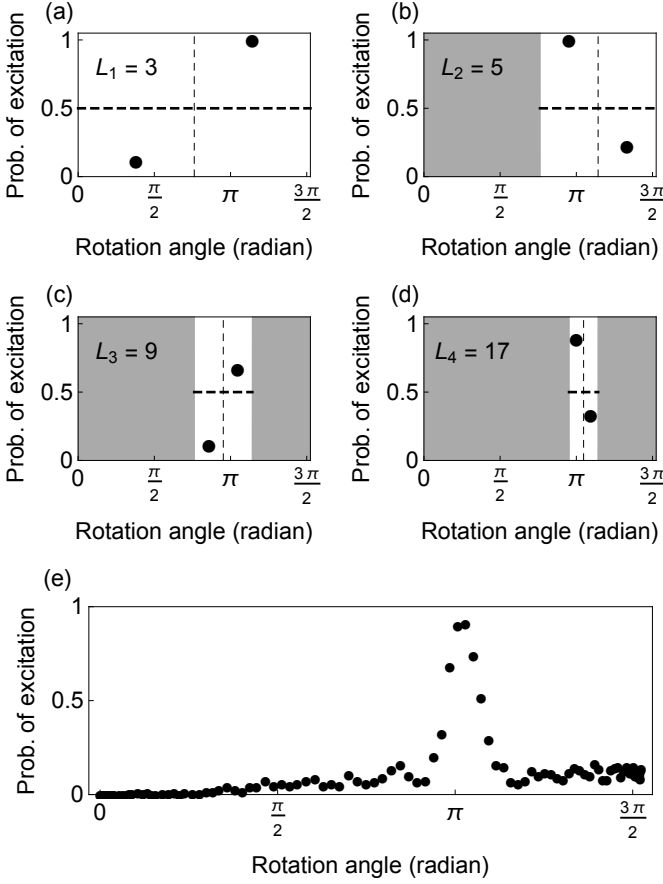 (a)
Prob. of excitation
1
0.5
0
L₁ = 3
0 π/2 π 3π/2
Rotation angle (radian)
(b)
Prob. of excitation
1
0.5
0
L₂ = 5
0 π/2 π 3π/2
Rotation angle (radian)
(c)
Prob. of excitation
1
0.5
0
L₃ = 9
0 π/2 π 3π/2
Rotation angle (radian)
(d)
Prob. of excitation
1
0.5
0
L₄ = 17
0 π/2 π 3π/2
Rotation angle (radian)
(e)
Prob. of excitation
1
0.5
0
0 π/2 π 3π/2
Rotation angle (radian)